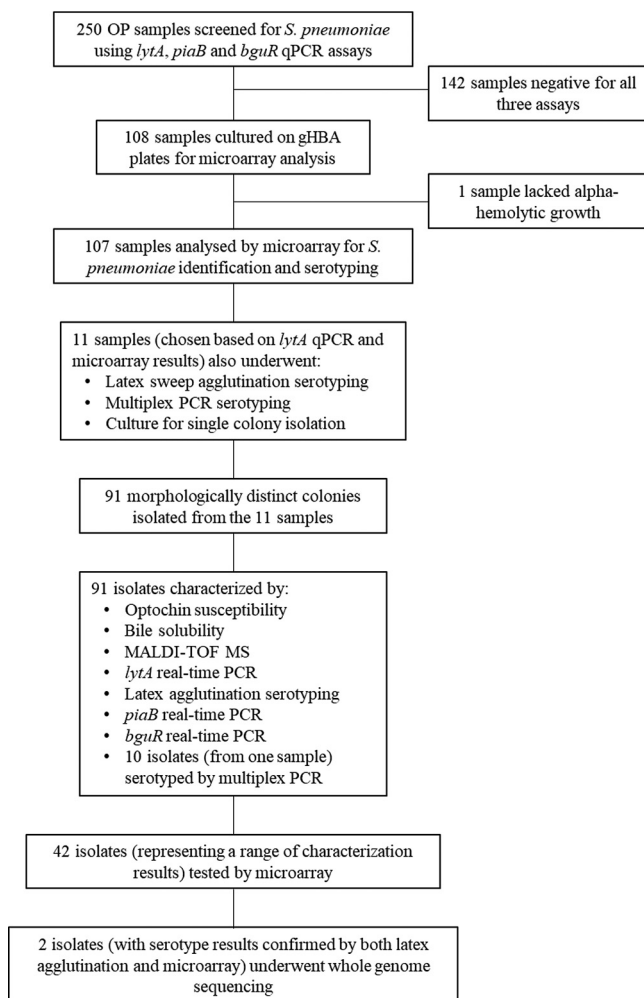 250 OP samples screened for S. pneumoniae
using lytA, piaB and bguR qPCR assays
142 samples negative for all
three assays
108 samples cultured on gHBA
plates for microarray analysis
1 sample lacked alpha-
hemolytic growth
107 samples analysed by microarray for S.
pneumoniae identification and serotyping
11 samples (chosen based on lytA qPCR and
microarray results) also underwent:
• Latex sweep agglutination serotyping
• Multiplex PCR serotyping
• Culture for single colony isolation
91 morphologically distinct colonies
isolated from the 11 samples
91 isolates characterized by:
• Optochin susceptibility
• Bile solubility
• MALDI-TOF MS
• lytA real-time PCR
• Latex agglutination serotyping
• piaB real-time PCR
• bguR real-time PCR
• 10 isolates (from one sample)
serotyped by multiplex PCR
42 isolates (representing a range of characterization
results) tested by microarray
2 isolates (with serotype results confirmed by both latex
agglutination and microarray) underwent whole genome
sequencing